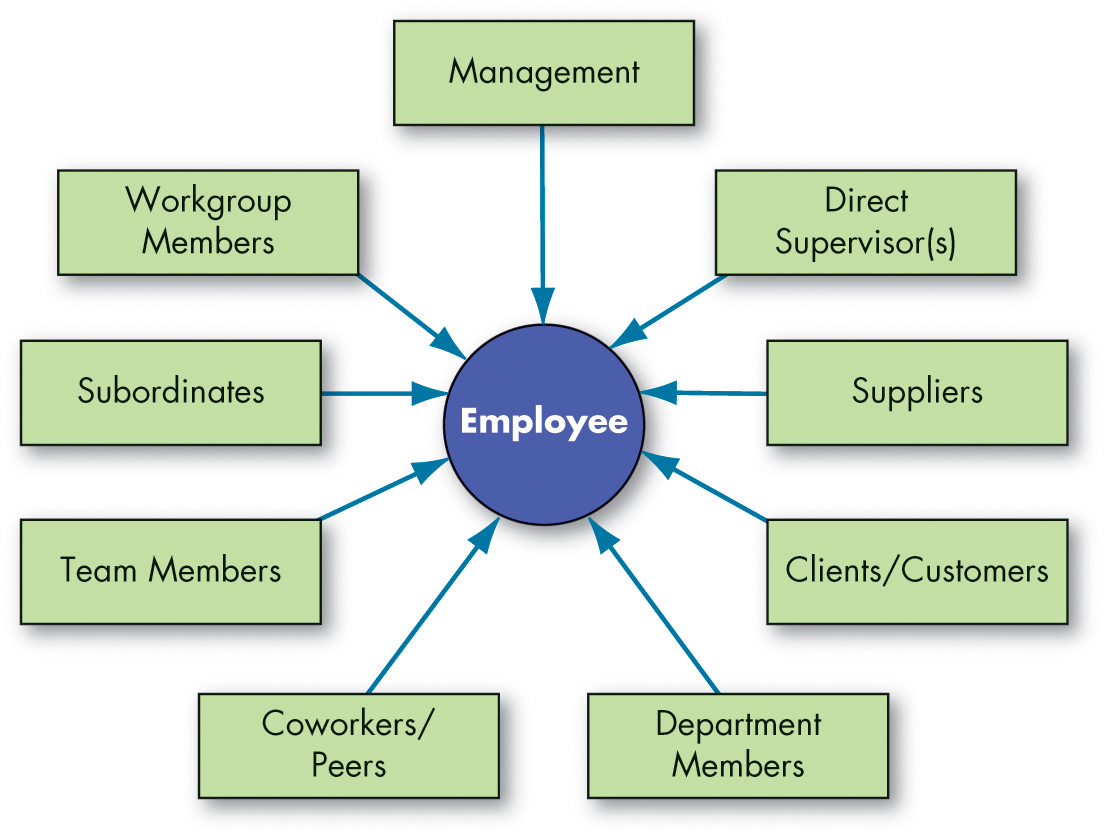 Management
Workgroup
Members
Direct
Supervisor(s)
Subordinates
Employee
Suppliers
Team Members
Clients/Customers
Coworkers/
Peers
Department
Members